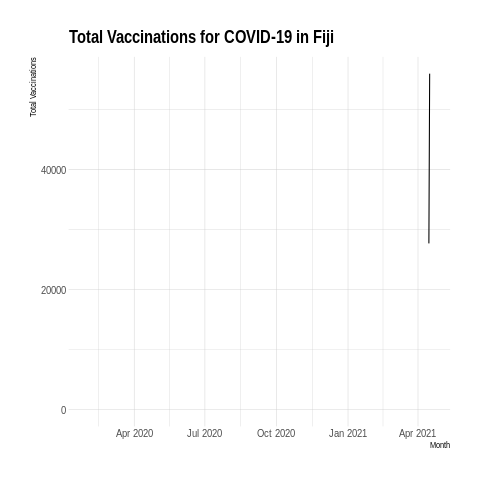 Total Vaccinations for COVID-19 in Fiji
Total Vaccinations
40000
20000
0
Apr 2020 Jul 2020 Oct 2020 Jan 2021 Apr 2021
Month